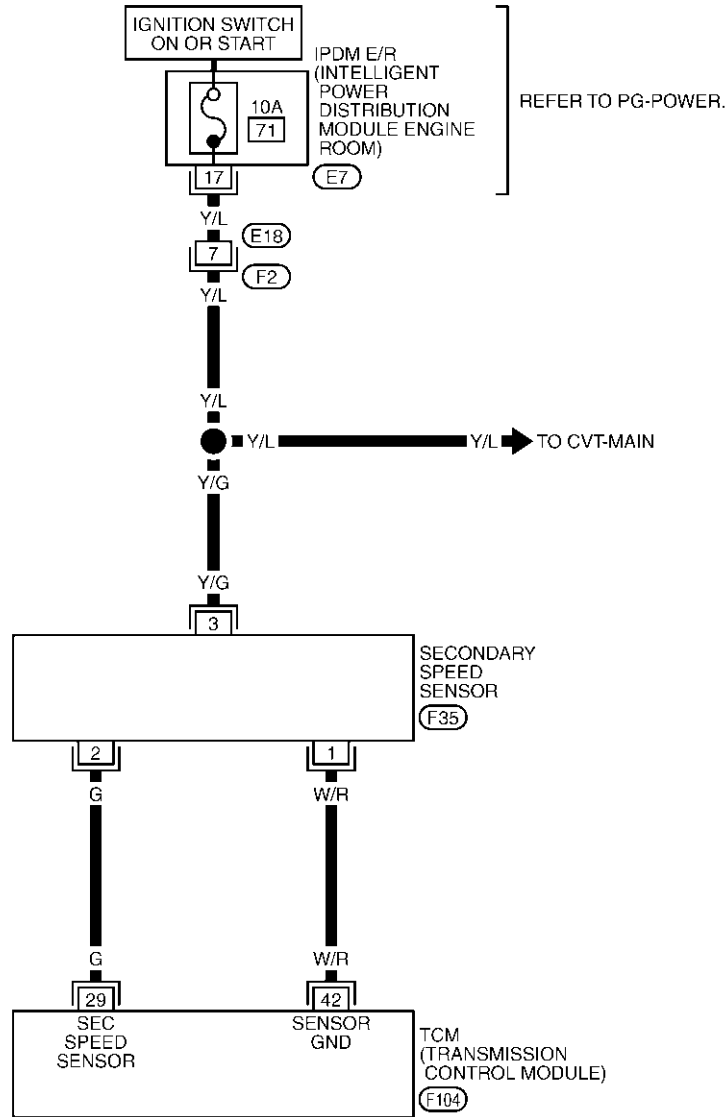 IGNITION SWITCH
ON OR START
IPDM E/R
(INTELLIGENT
POWER
DISTRIBUTION
MODULE ENGINE
ROOM)
10A
71
REFER TO PG-POWER.
17
E7
Y/L
E18
7
F2
Y/L
Y/L
Y/L Y/L TO CVT-MAIN
Y/G
Y/G
3
SECONDARY
SPEED
SENSOR
F35
2 1
G W/R
G W/R
29 42
SEC
SPEED
SENSOR
SENSOR
GND
TCM
(TRANSMISSION
CONTROL MODULE)
F104